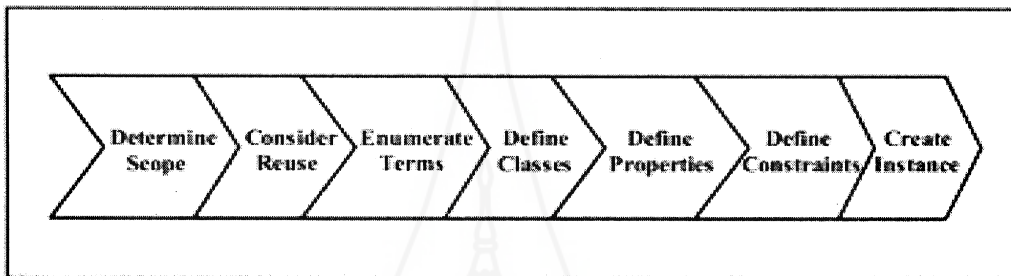 Determine
Scope
Consider
Reuse
Enumerate
Terms
Define
Classes
Define
Properties
Define
Constraints
Create
Instance